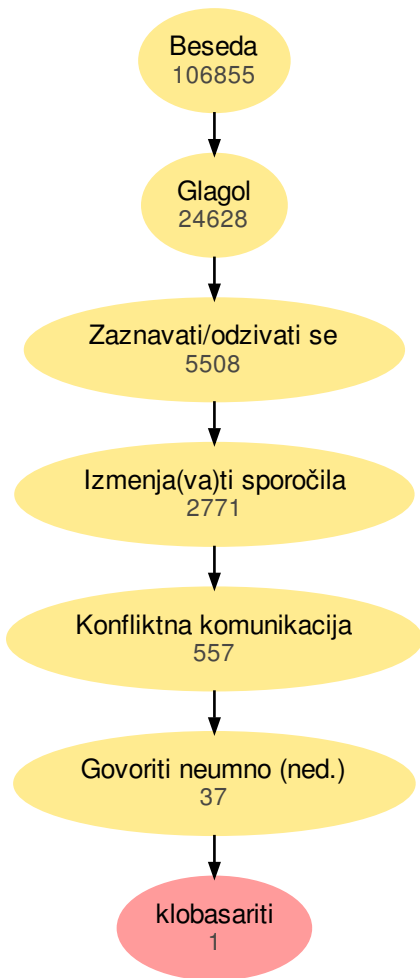 Beseda
106855
Glagol
24628
Zaznavati/odzivati se
5508
Izmenja(va)ti sporočila
2771
Konfliktna komunikacija
557
Govoriti neumno (ned.)
37
klobasariti
1